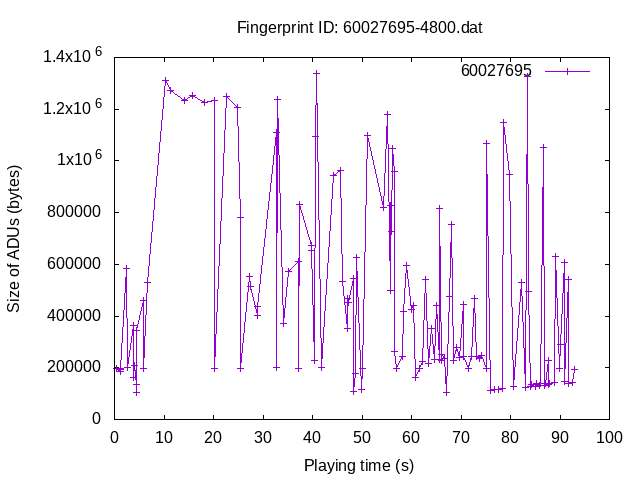 Fingerprint ID: 60027695-4800.dat
1.4x10^6
1.2x10^6
1x10^6
800000
600000
400000
200000
0
Size of ADUs (bytes)
60027695
0 10 20 30 40 50 60 70 80 90 100
Playing time (s)